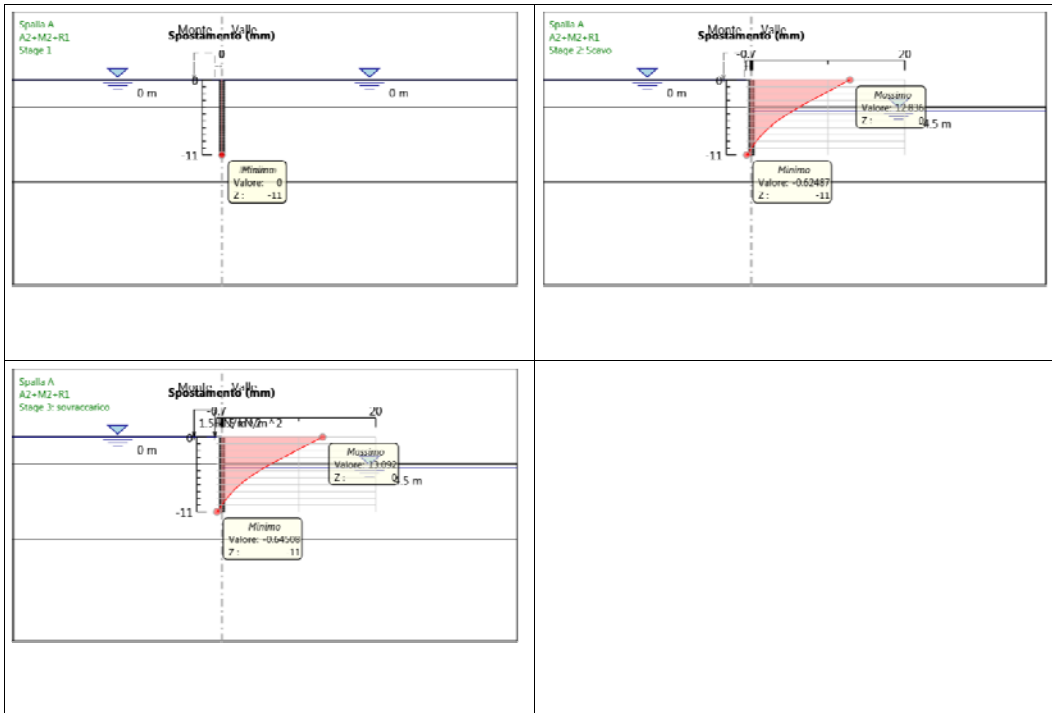 Spalla A
A2+M2+R1
Stage 1
Monte Valle
Spostamento (mm)
0
0
0 m
0 m
-11
Minimo
Valore: 0
Z : -11
Spalla A
A2+M2+R1
Stage 2: Scavo
Monte Valle
Spostamento (mm)
-0.7
20
0
0 m
Massimo
Valore: 12.836
Z : 0
4.5 m
-11
Minimo
Valore: -0.62487
Z : -11
Spalla A
A2+M2+R1
Stage 3: sovraccarico
Monte Valle
Spostamento (mm)
-0.7
20
0
0 m
Massimo
Valore: 13.092
Z : 0
-11
Minimo
Valore: -0.64508
Z : 11